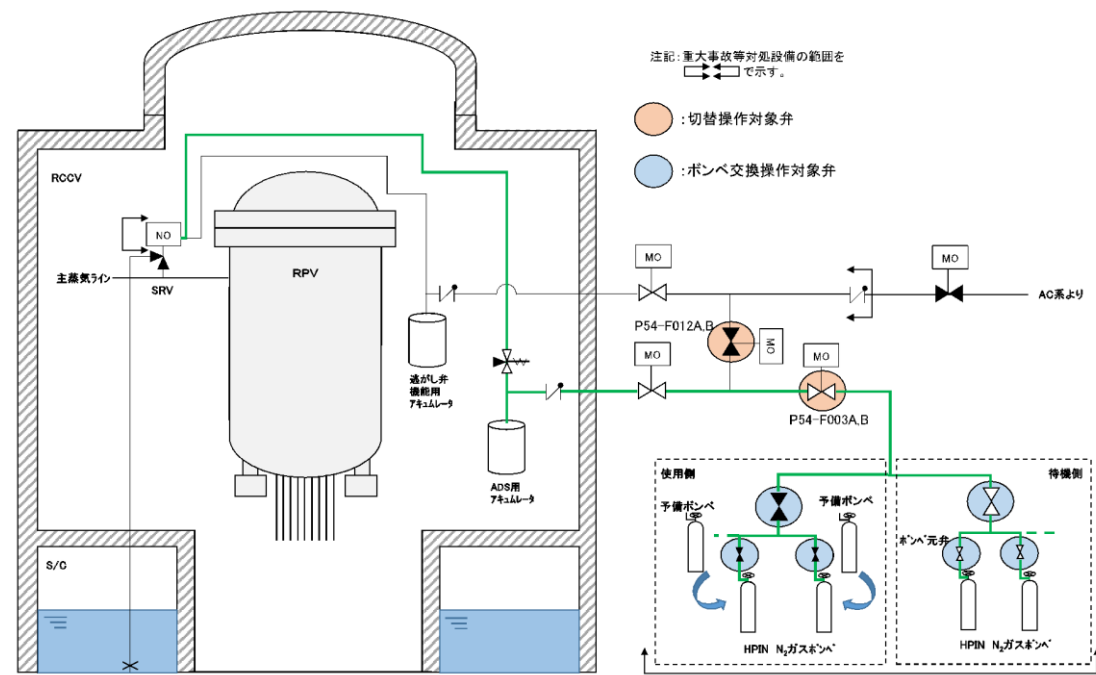 注記:重大事故等対処設備の範囲を
で示す。
:切替操作対象弁
:ボンベ交換操作対象弁
RCCV
NO
主蒸気ライン
SRV
RPV
MO
MO
AC系より
P54-F012A,B
MO
MO
MO
P54-F003A,B
逃がし弁
機能用
アキュムレータ
ADS用
アキュムレータ
使用側
待機側
予備ボンベ
予備ボンベ
ボンベ元弁
S/C
HPIN N₂ガスボンベ
HPIN N₂ガスボンベ